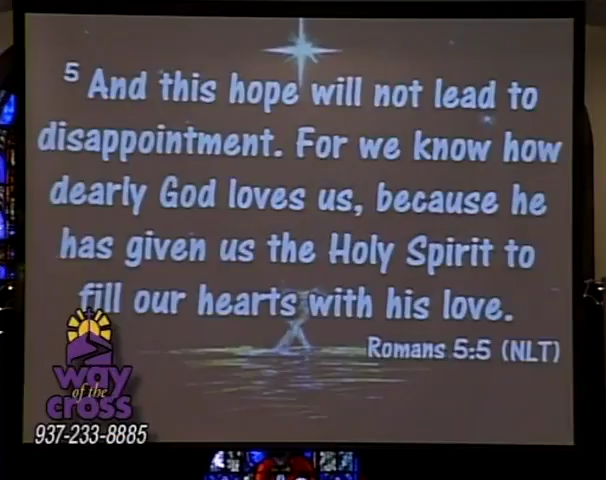 5 And this hope will not lead to
disappointment. For we know how
dearly God loves us, because he
has given us the Holy Spirit to
fill our hearts with his love.
Romans 5:5 (NLT)
way
of the
cross
937-233-8885